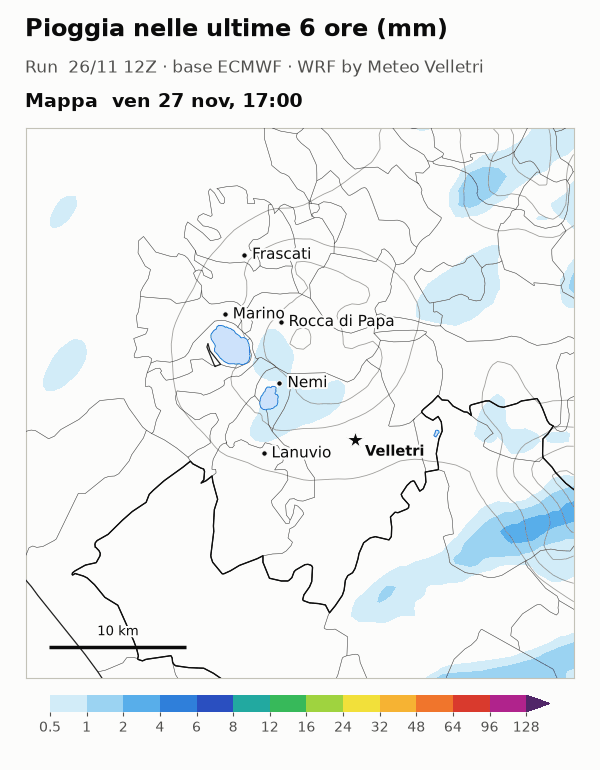 Pioggia nelle ultime 6 ore (mm)
Run  26/11 12Z · base ECMWF · WRF by Meteo Velletri
Mappa  ven 27 nov, 17:00
Frascati
Marino
Rocca di Papa
Nemi
Velletri
Lanuvio
10 km
0.5 1 2 4 6 8 12 16 24 32 48 64 96 128